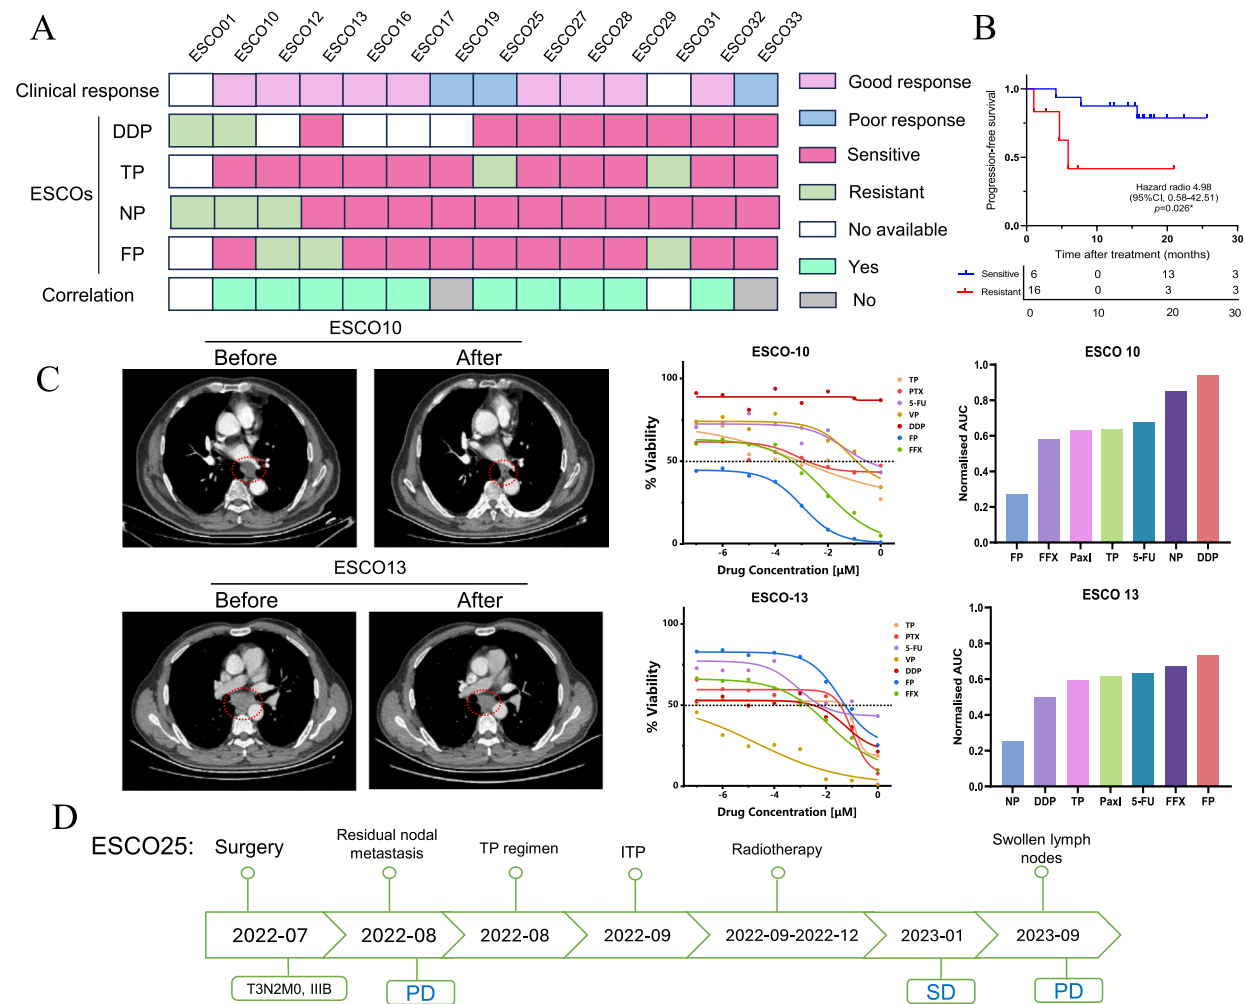 A
ESCO01
ESCO10
ESCO12
ESCO13
ESCO16
ESCO17
ESCO19
ESCO25
ESCO27
ESCO28
ESCO29
ESCO31
ESCO32
ESCO33
Clinical response
ESCOs
DDP
TP
NP
FP
Correlation
Good response
Poor response
Sensitive
Resistant
No available
Yes
No
B
Progression-free survival
1.0
0.5
0.0
0 10 20 30
Time after treatment (months)
Hazard radio 4.98
(95%CI, 0.58-42.51)
p=0.026*
Sensitive 6 0 13 3
Resistant 16 0 3 3
0 10 20 30
C
ESCO10
Before After
ESCO-10
% Viability
100
50
0
-6 -4 -2 0
Drug Concentration [µM]
TP
PTX
5-FU
VP
DDP
FP
FFX
ESCO 10
Normalised AUC
1.0
0.8
0.6
0.4
0.2
0.0
FP FFX Paxl TP 5-FU NP DDP
ESCO13
Before After
ESCO-13
% Viability
100
50
0
-6 -4 -2 0
Drug Concentration [µM]
TP
PTX
5-FU
VP
DDP
FP
FFX
ESCO 13
Normalised AUC
1.0
0.8
0.6
0.4
0.2
0.0
NP DDP TP Paxl 5-FU FFX FP
D
ESCO25:
Surgery
Residual nodal
metastasis
TP regimen
ITP
Radiotherapy
Swollen lymph
nodes
2022-07 2022-08 2022-08 2022-09 2022-09-2022-12 2023-01 2023-09
T3N2M0, IIIB
PD
SD
PD